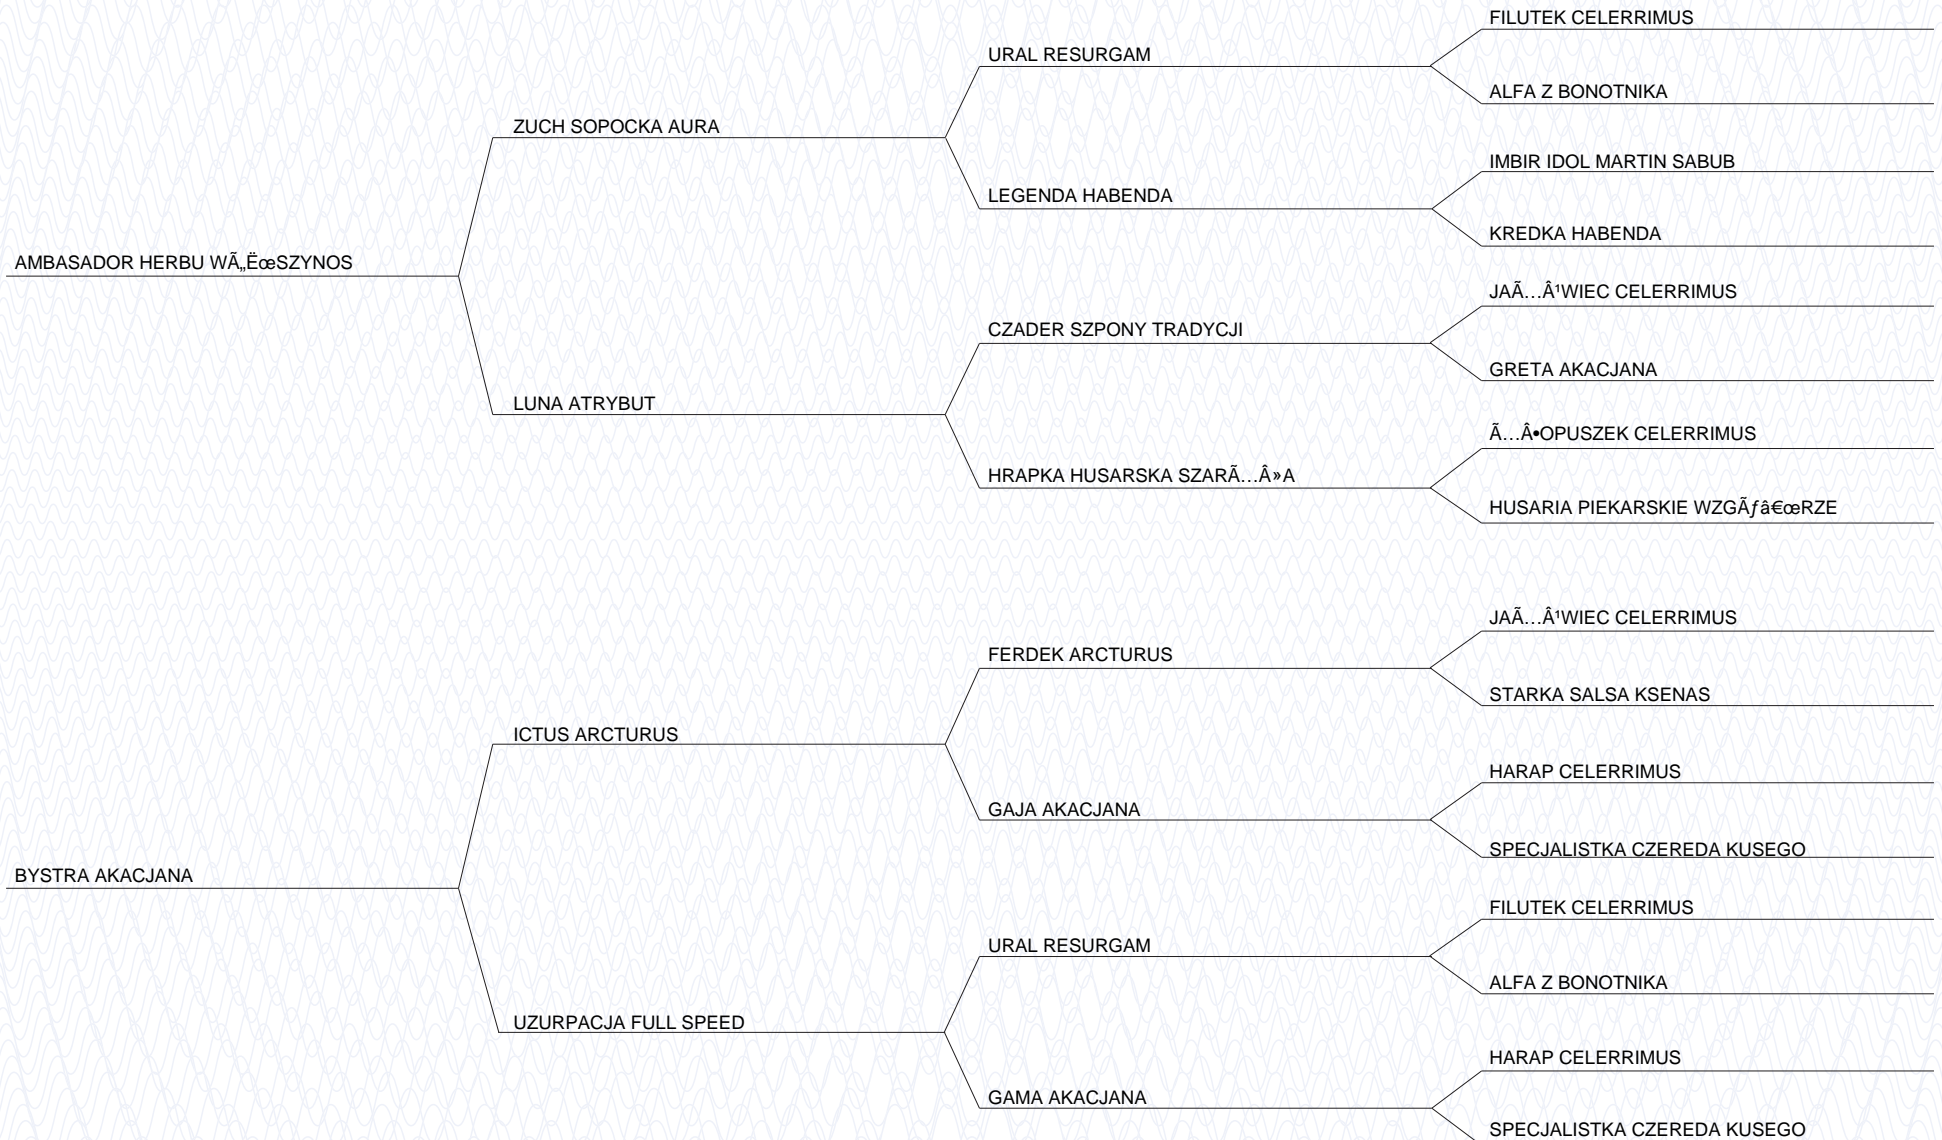 FILUTEK CELERRIMUS
URAL RESURGAM
ALFA Z BONOTNIKA
ZUCH SOPOCKA AURA
IMBIR IDOL MARTIN SABUB
LEGENDA HABENDA
KREDKA HABENDA
AMBASADOR HERBU WÃ„ËœSZYNOS
JAÃ…Â¹WIEC CELERRIMUS
CZADER SZPONY TRADYCJI
GRETA AKACJANA
LUNA ATRYBUT
Ã…Â•OPUSZEK CELERRIMUS
HRAPKA HUSARSKA SZARÃ…Â»A
HUSARIA PIEKARSKIE WZGÃƒâ€œRZE
JAÃ…Â¹WIEC CELERRIMUS
FERDEK ARCTURUS
STARKA SALSA KSENAS
ICTUS ARCTURUS
HARAP CELERRIMUS
GAJA AKACJANA
SPECJALISTKA CZEREDA KUSEGO
BYSTRA AKACJANA
FILUTEK CELERRIMUS
URAL RESURGAM
ALFA Z BONOTNIKA
UZURPACJA FULL SPEED
HARAP CELERRIMUS
GAMA AKACJANA
SPECJALISTKA CZEREDA KUSEGO